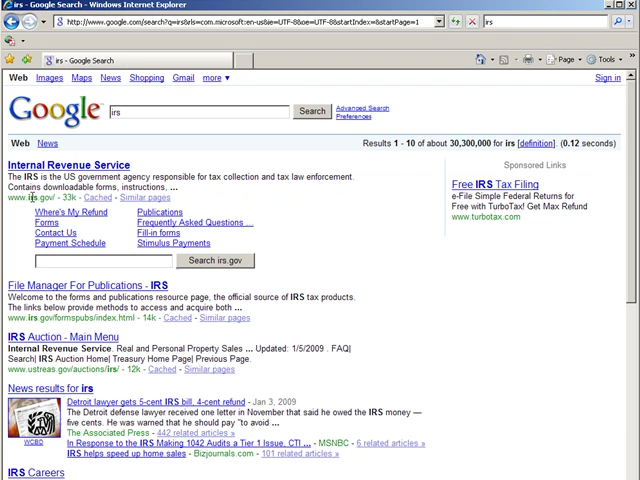 irs - Google Search - Windows Internet Explorer
http://www.google.com/search?q=irs&rls=com.microsoft:en-us&ie=UTF-8&oe=UTF-8&startIndex=&startPage=1
irs
irs - Google Search
Page
Tools
Web Images Maps News Shopping Gmail more ▼
Sign in
Google
irs
Search
Advanced Search
Preferences
Web News
Results 1 - 10 of about 30,300,000 for irs [definition]. (0.12 seconds)
Internal Revenue Service
The IRS is the US government agency responsible for tax collection and tax law enforcement.
Contains downloadable forms, instructions, ...
www.irs.gov/ - 33k - Cached - Similar pages
Where's My Refund Publications
Forms Frequently Asked Questions ...
Contact Us Fill-in forms
Payment Schedule Stimulus Payments
Search irs.gov
Sponsored Links
Free IRS Tax Filing
e-File Simple Federal Returns for
Free with TurboTax! Get Max Refund
www.turbotax.com
File Manager For Publications - IRS
Welcome to the forms and publications resource page, the official source of IRS tax products.
The links below provide methods to access and acquire both ...
www.irs.gov/formspubs/index.html - 14k - Cached - Similar pages
IRS Auction - Main Menu
Internal Revenue Service. Real and Personal Property Sales ... Updated: 1/5/2009 . FAQ|
Search| IRS Auction Home| Treasury Home Page| Previous Page.
www.ustreas.gov/auctions/irs/ - 12k - Cached - Similar pages
News results for irs
WCBD
Detroit lawyer gets 5-cent IRS bill, 4-cent refund - Jan 3, 2009
The Detroit defense lawyer received one letter in November that said he owed the IRS money —
five cents. He was warned that he should pay "to avoid ...
The Associated Press - 442 related articles »
In Response to the IRS Making 1042 Audits a Tier 1 Issue, CTI ... - MSNBC - 6 related articles »
IRS helps speed up home sales - Bizjournals.com - 101 related articles »
IRS Careers